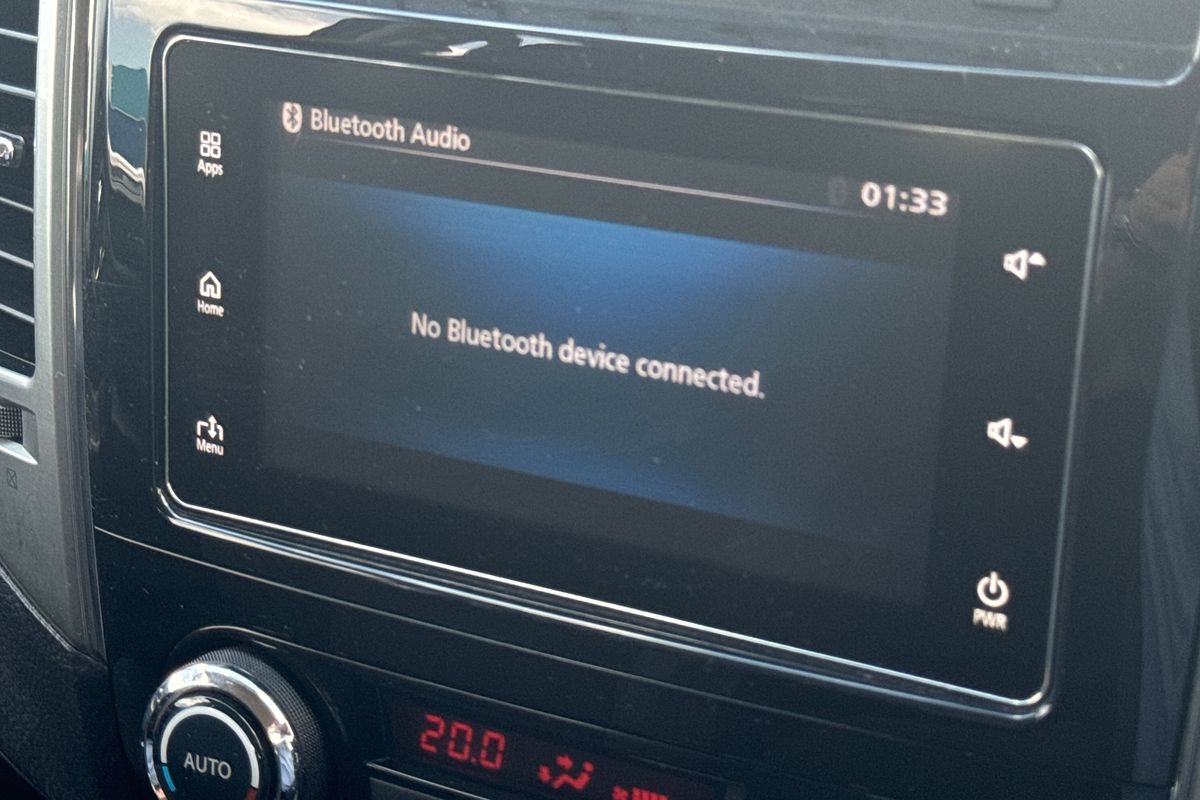 Bluetooth Audio
01:33
Apps
Home
No Bluetooth device connected.
Menu
PWR
20.0
AUTO